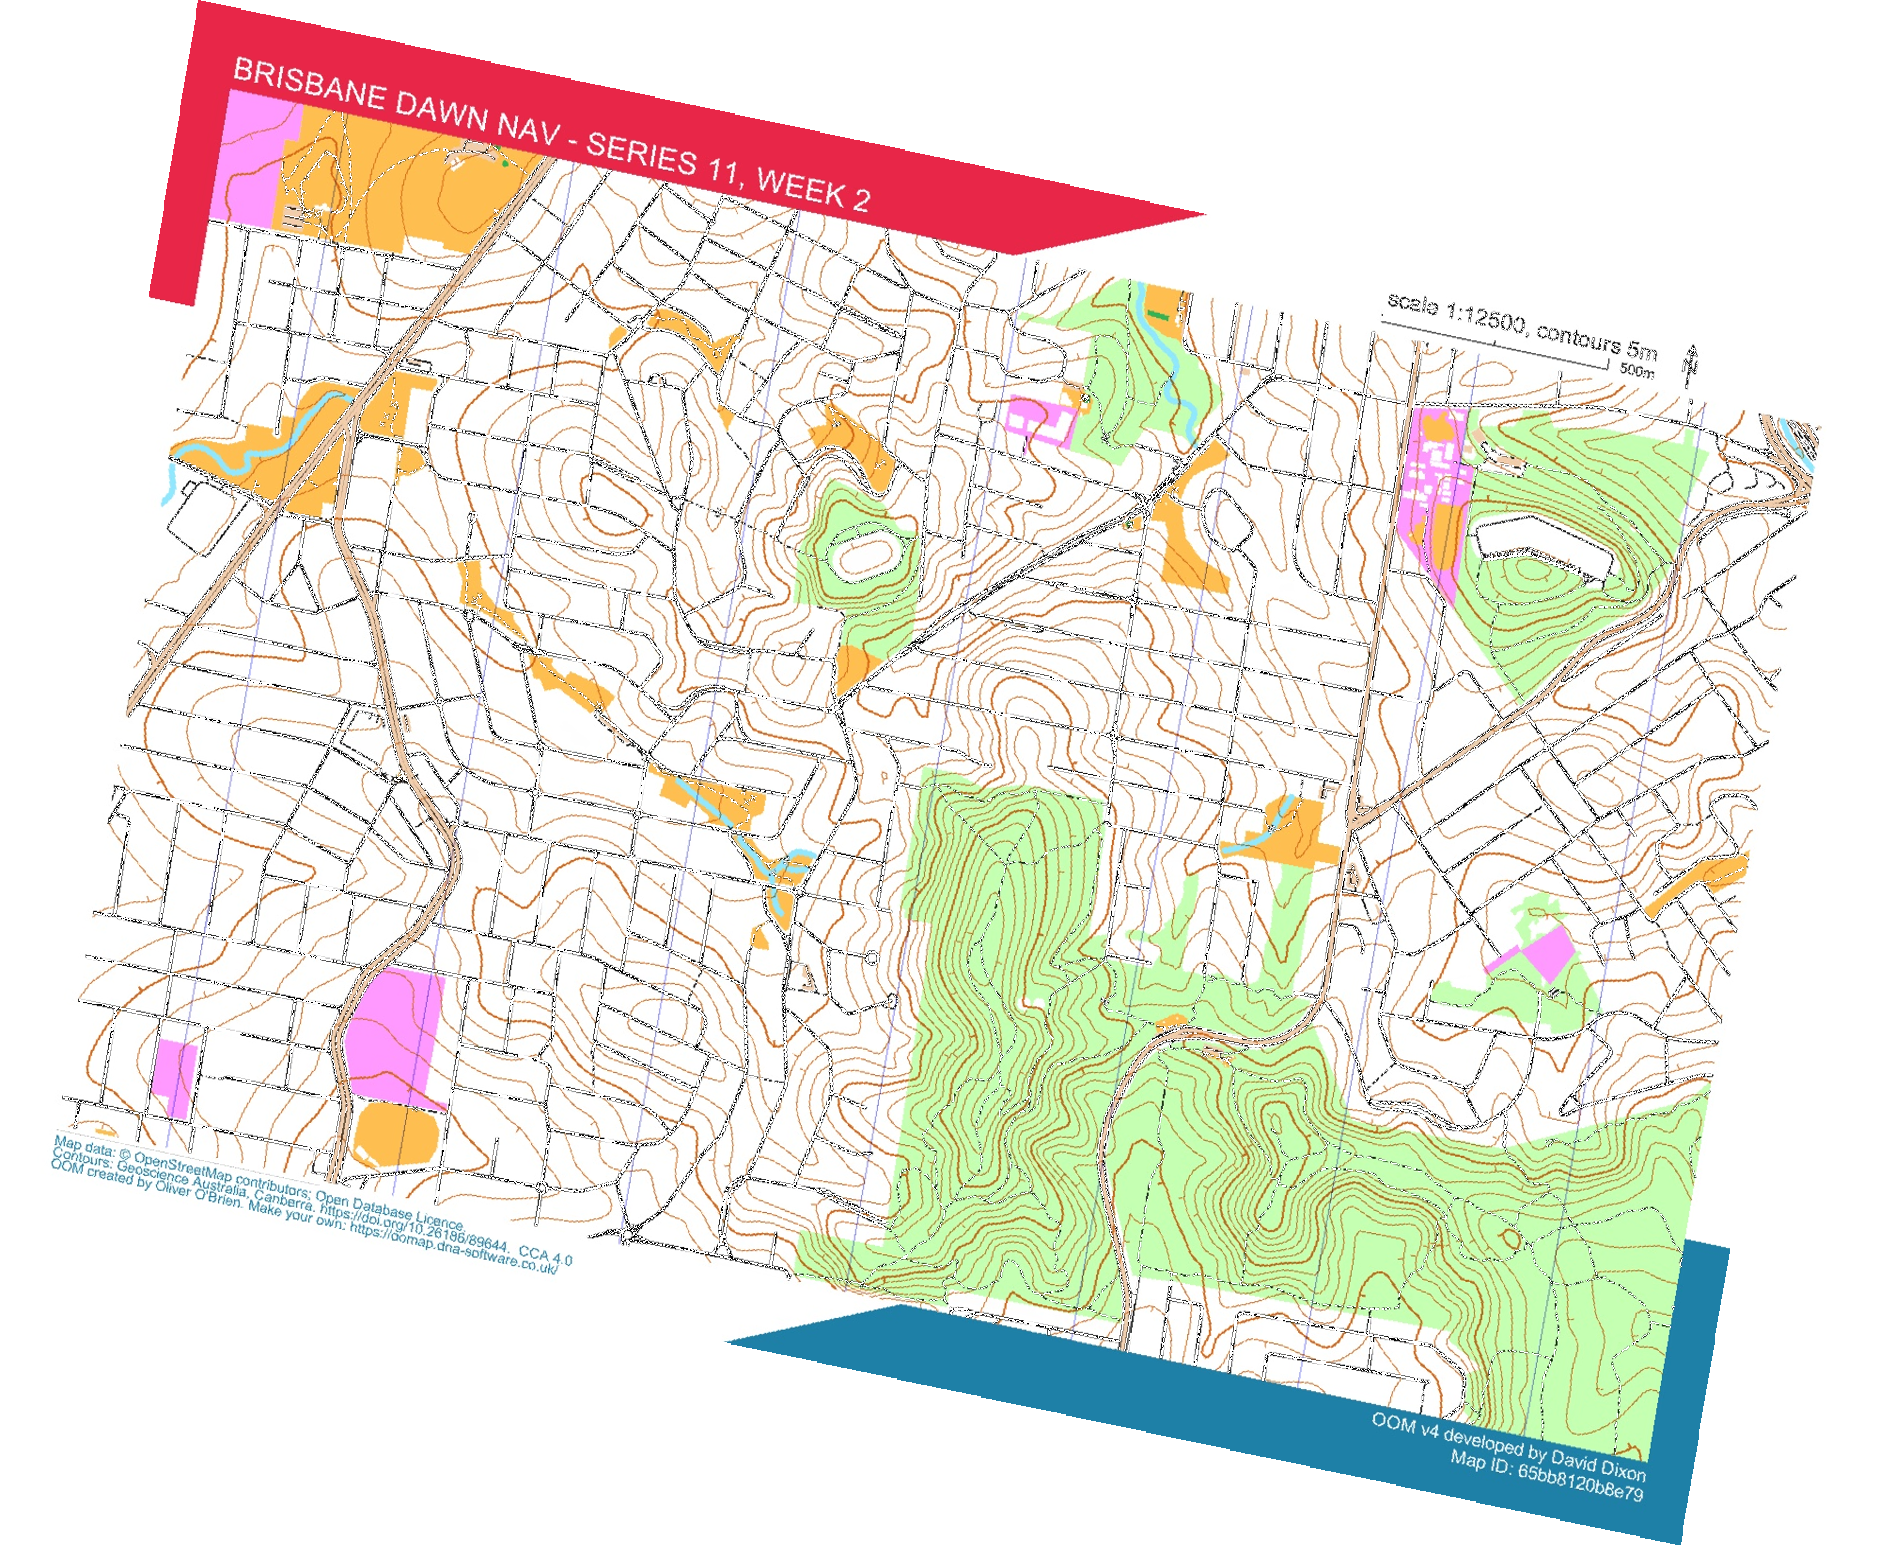 BRISBANE DAWN NAV - SERIES 11, WEEK 2
scale 1:12500, contours 5m
500m
Map data: © OpenStreetMap contributors: Open Database Licence.
Contours: Geoscience Australia, Canberra. https://doi.org/10.26186/89644. CCA 4.0
OOM created by Oliver O'Brien. Make your own: https://oomap.dna-software.co.uk/
OOM v4 developed by David Dixon
Map ID: 65bb8120b8e79